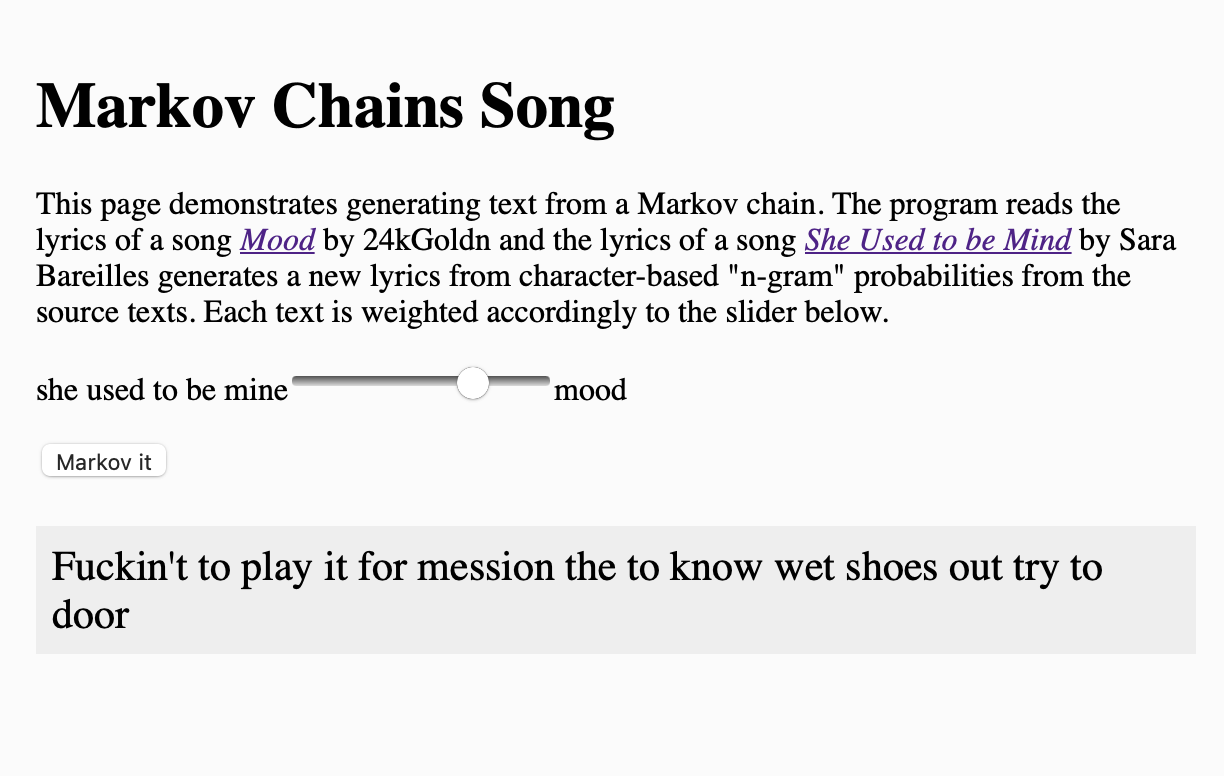 Markov Chains Song
This page demonstrates generating text from a Markov chain. The program reads the
lyrics of a song Mood by 24kGoldn and the lyrics of a song She Used to be Mind by Sara
Bareilles generates a new lyrics from character-based "n-gram" probabilities from the
source texts. Each text is weighted accordingly to the slider below.
she used to be mine mood
Markov it
Fuckin't to play it for mession the to know wet shoes out try to
door